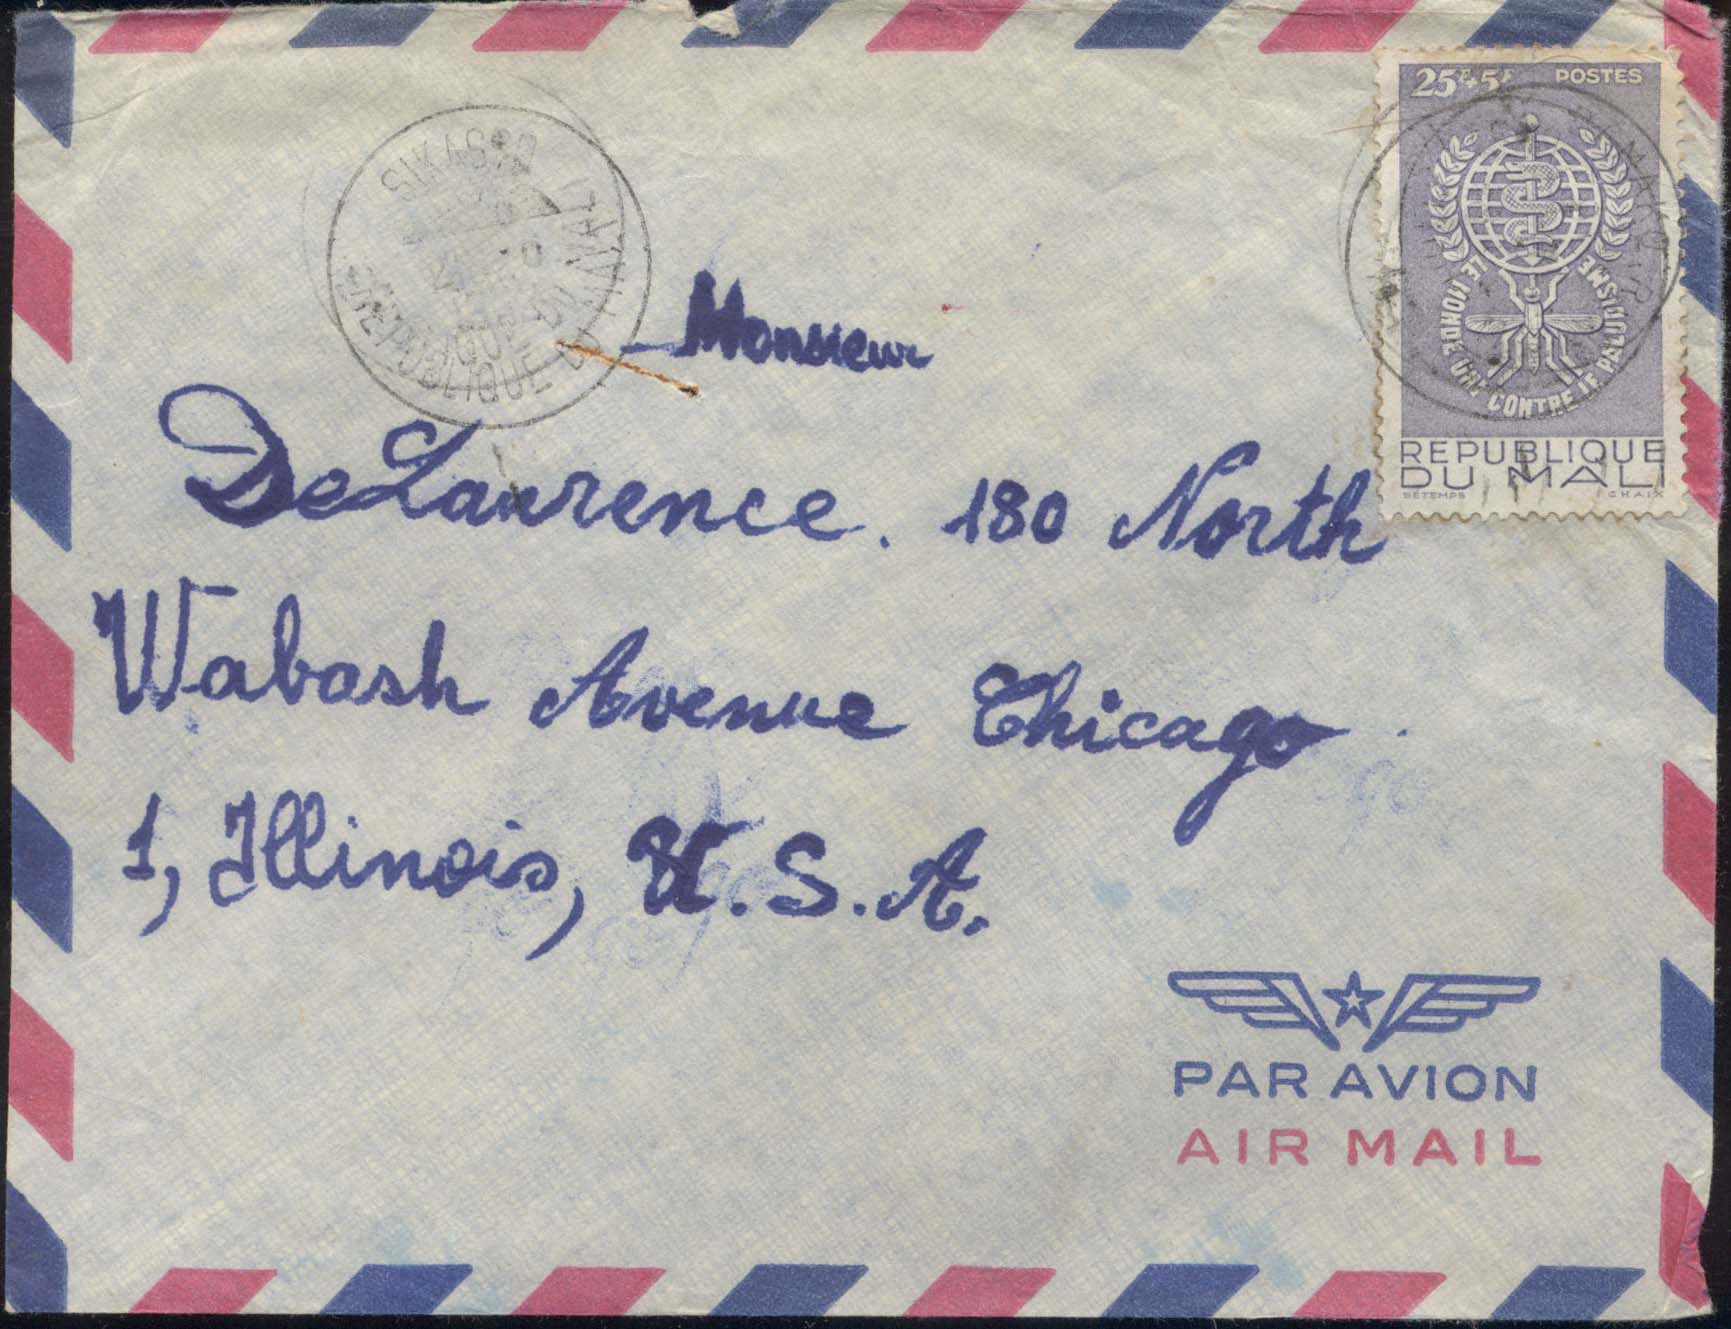 25F+5F POSTES
LE MONDE UNI CONTRE LE PALUDISME
REPUBLIQUE
DU MALI
BETEMPS CHAIX
SIKASSO
REPUBLIQUE DU MALI
Monsieur
DeLaurence. 180 North
Wabash Avenue Chicago
1, Illinois, U.S.A.
PAR AVION
AIR MAIL